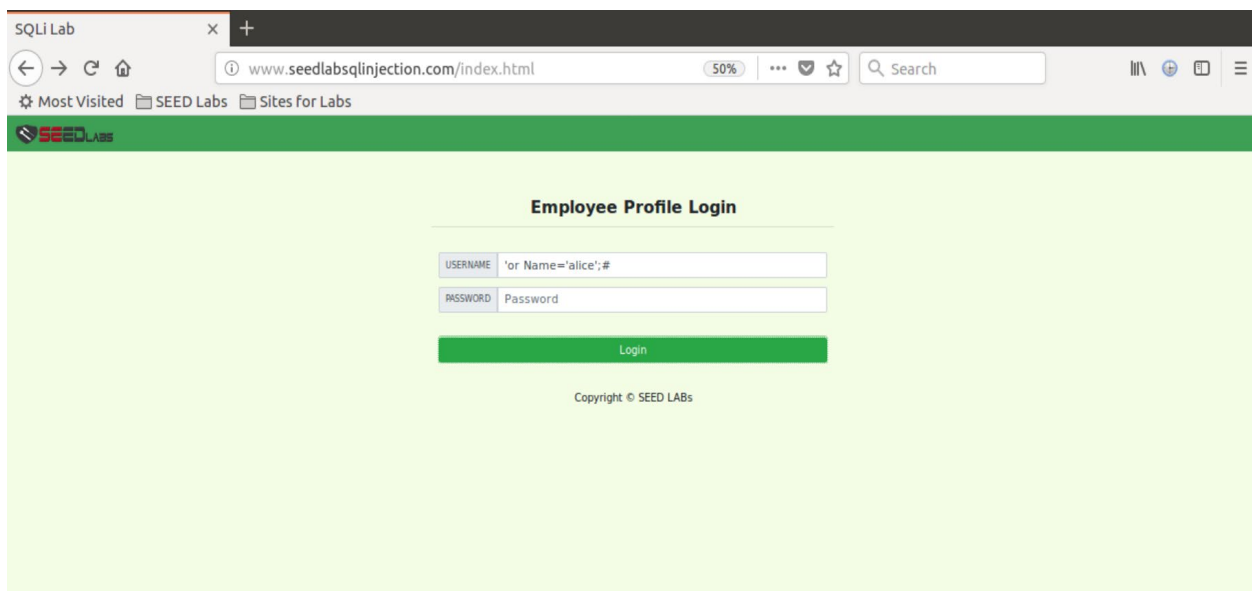 SQLi Lab
www.seedlabsqlinjection.com/index.html 50% Search
Most Visited SEED Labs Sites for Labs
SEEDLABS
Employee Profile Login
USERNAME 'or Name='alice';#
PASSWORD Password
Login
Copyright © SEED LABs